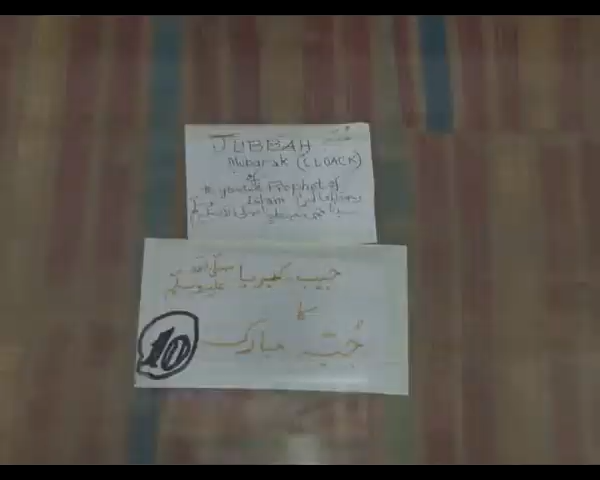 JUBBAH
Mubarak (CLOACK)
of
Prophet of
Islam
حبیب کبریا صلی اللہ علیہ وسلم
کا
جُبّہ مبارک
10